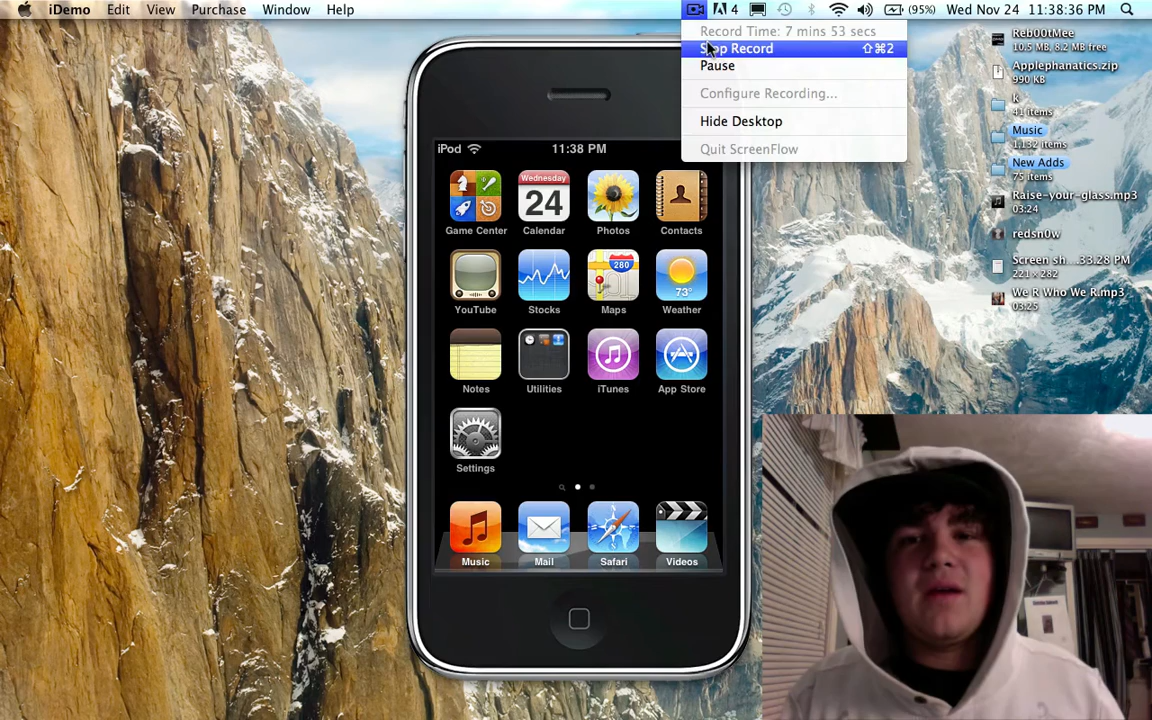 iDemo Edit View Purchase Window Help
4 (95%) Wed Nov 24 11:38:36 PM
Record Time: 7 mins 53 secs
Stop Record ⇧⌘2
Pause
Configure Recording...
Hide Desktop
Quit ScreenFlow
Reb00tMee
10.5 MB, 8.2 MB free
Applephanatics.zip
990 KB
k
41 items
Music
1,132 items
New Adds
75 items
Raise-your-glass.mp3
03:24
redsn0w
Screen sh...33.28 PM
221 × 282
We R Who We R.mp3
03:25
iPod 11:38 PM
Wednesday
24
280
73°
Game Center Calendar Photos Contacts
YouTube Stocks Maps Weather
Notes Utilities iTunes App Store
Settings
Music Mail Safari Videos